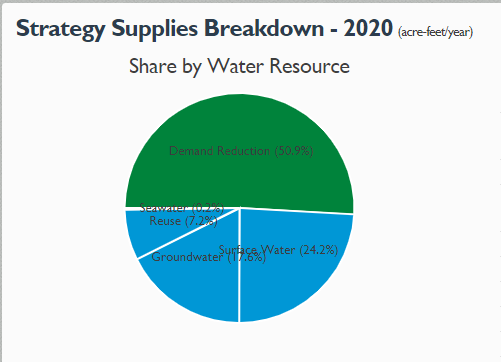 Strategy Supplies Breakdown - 2020 (acre-feet/year)
Share by Water Resource
Demand Reduction (50.9%)
Seawater (0.2%)
Reuse (7.2%)
Surface Water (24.2%)
Groundwater (17.6%)